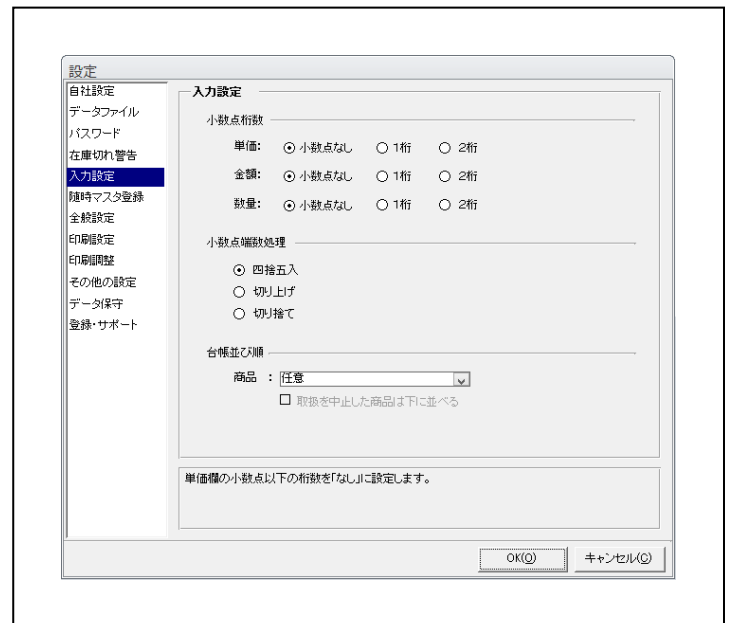 設定
自社設定
データファイル
パスワード
在庫切れ警告
入力設定
随時マスタ登録
全般設定
印刷設定
印刷調整
その他の設定
データ保守
登録・サポート
入力設定
小数点桁数
単価: 小数点なし 1桁 2桁
金額: 小数点なし 1桁 2桁
数量: 小数点なし 1桁 2桁
小数点端数処理
四捨五入
切り上げ
切り捨て
台帳並び順
商品 : 任意
取扱を中止した商品は下に並べる
単価欄の小数点以下の桁数を「なし」に設定します。
OK(O) キャンセル(C)